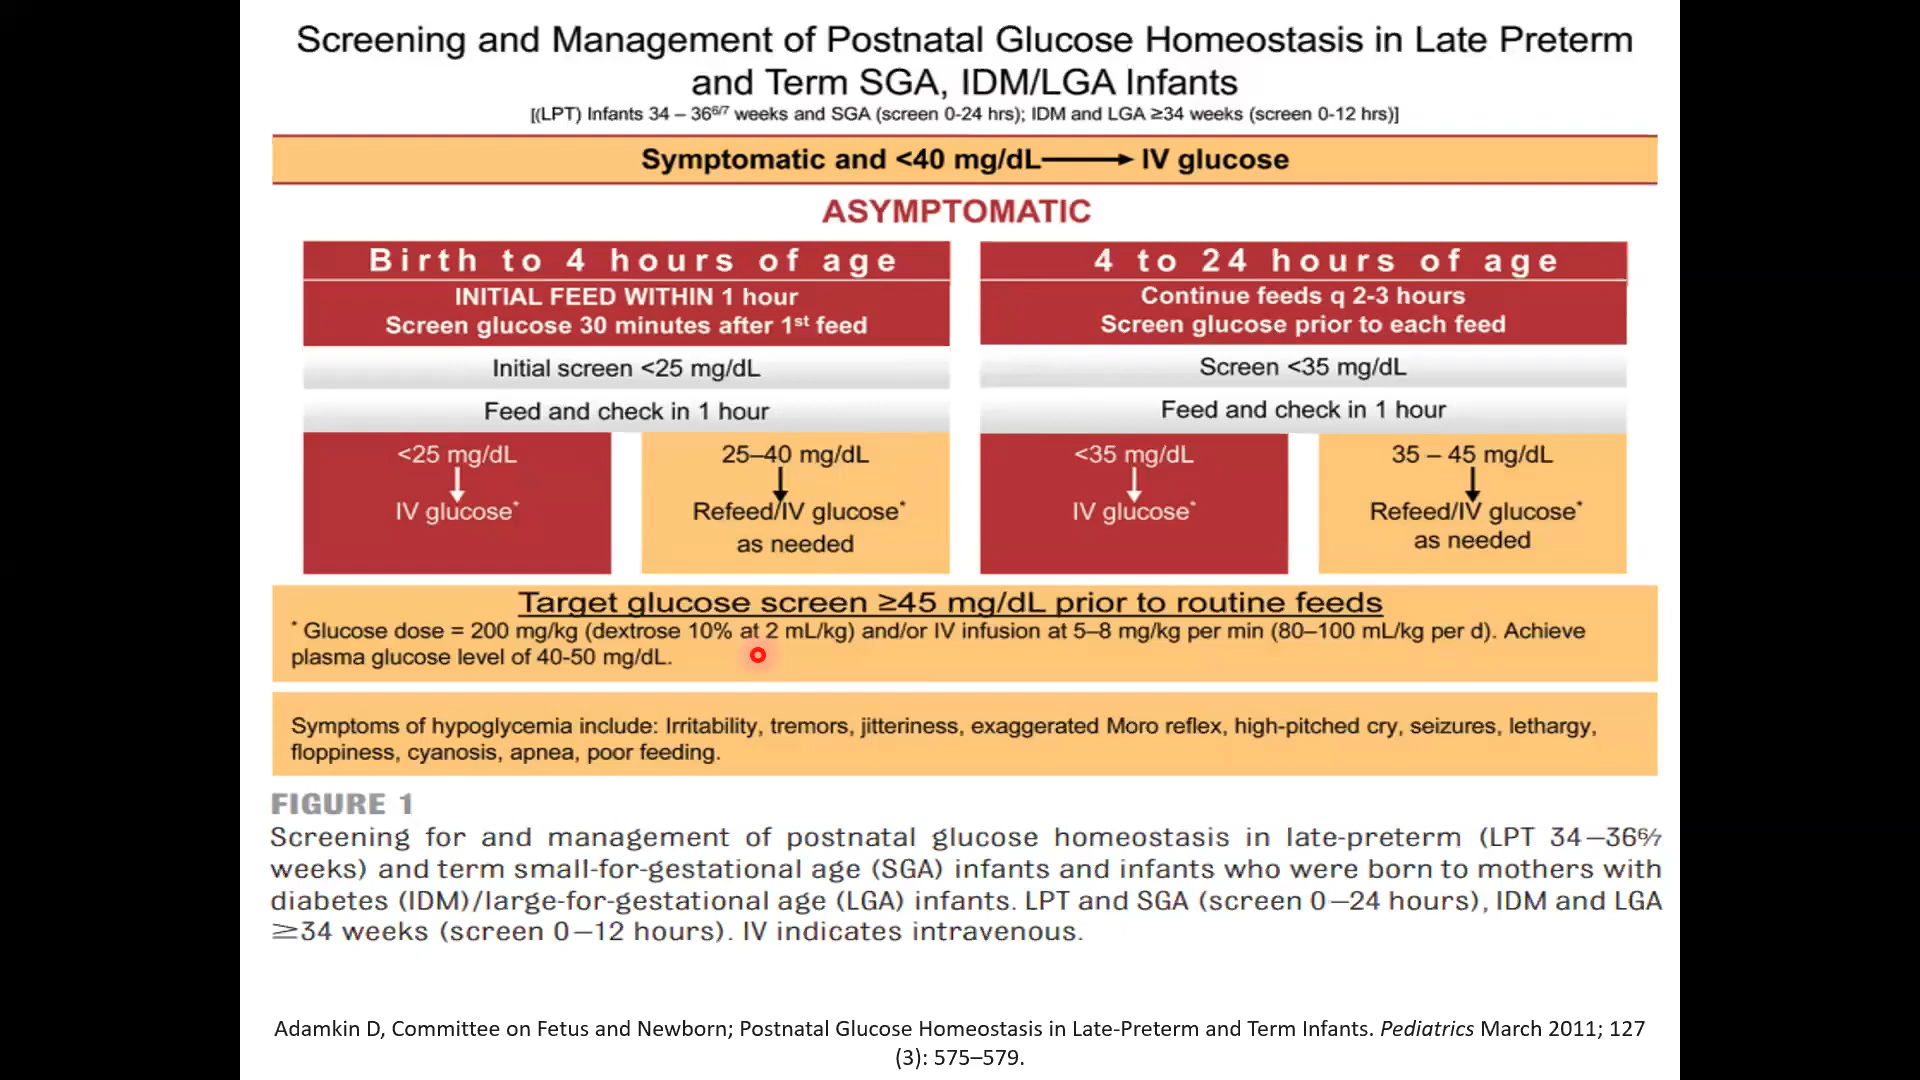 Screening and Management of Postnatal Glucose Homeostasis in Late Preterm
and Term SGA, IDM/LGA Infants
[(LPT) Infants 34 – 36⁶/⁷ weeks and SGA (screen 0-24 hrs); IDM and LGA ≥34 weeks (screen 0-12 hrs)]
Symptomatic and <40 mg/dL → IV glucose
ASYMPTOMATIC
Birth to 4 hours of age
INITIAL FEED WITHIN 1 hour
Screen glucose 30 minutes after 1st feed
Initial screen <25 mg/dL
Feed and check in 1 hour
<25 mg/dL
IV glucose*
25–40 mg/dL
Refeed/IV glucose*
as needed
4 to 24 hours of age
Continue feeds q 2-3 hours
Screen glucose prior to each feed
Screen <35 mg/dL
Feed and check in 1 hour
<35 mg/dL
IV glucose*
35 – 45 mg/dL
Refeed/IV glucose*
as needed
Target glucose screen ≥45 mg/dL prior to routine feeds
* Glucose dose = 200 mg/kg (dextrose 10% at 2 mL/kg) and/or IV infusion at 5–8 mg/kg per min (80–100 mL/kg per d). Achieve
plasma glucose level of 40-50 mg/dL.
Symptoms of hypoglycemia include: Irritability, tremors, jitteriness, exaggerated Moro reflex, high-pitched cry, seizures, lethargy,
floppiness, cyanosis, apnea, poor feeding.
FIGURE 1
Screening for and management of postnatal glucose homeostasis in late-preterm (LPT 34–36⁶/⁷
weeks) and term small-for-gestational age (SGA) infants and infants who were born to mothers with
diabetes (IDM)/large-for-gestational age (LGA) infants. LPT and SGA (screen 0–24 hours), IDM and LGA
≥34 weeks (screen 0–12 hours). IV indicates intravenous.
Adamkin D, Committee on Fetus and Newborn; Postnatal Glucose Homeostasis in Late-Preterm and Term Infants. Pediatrics March 2011; 127
(3): 575–579.